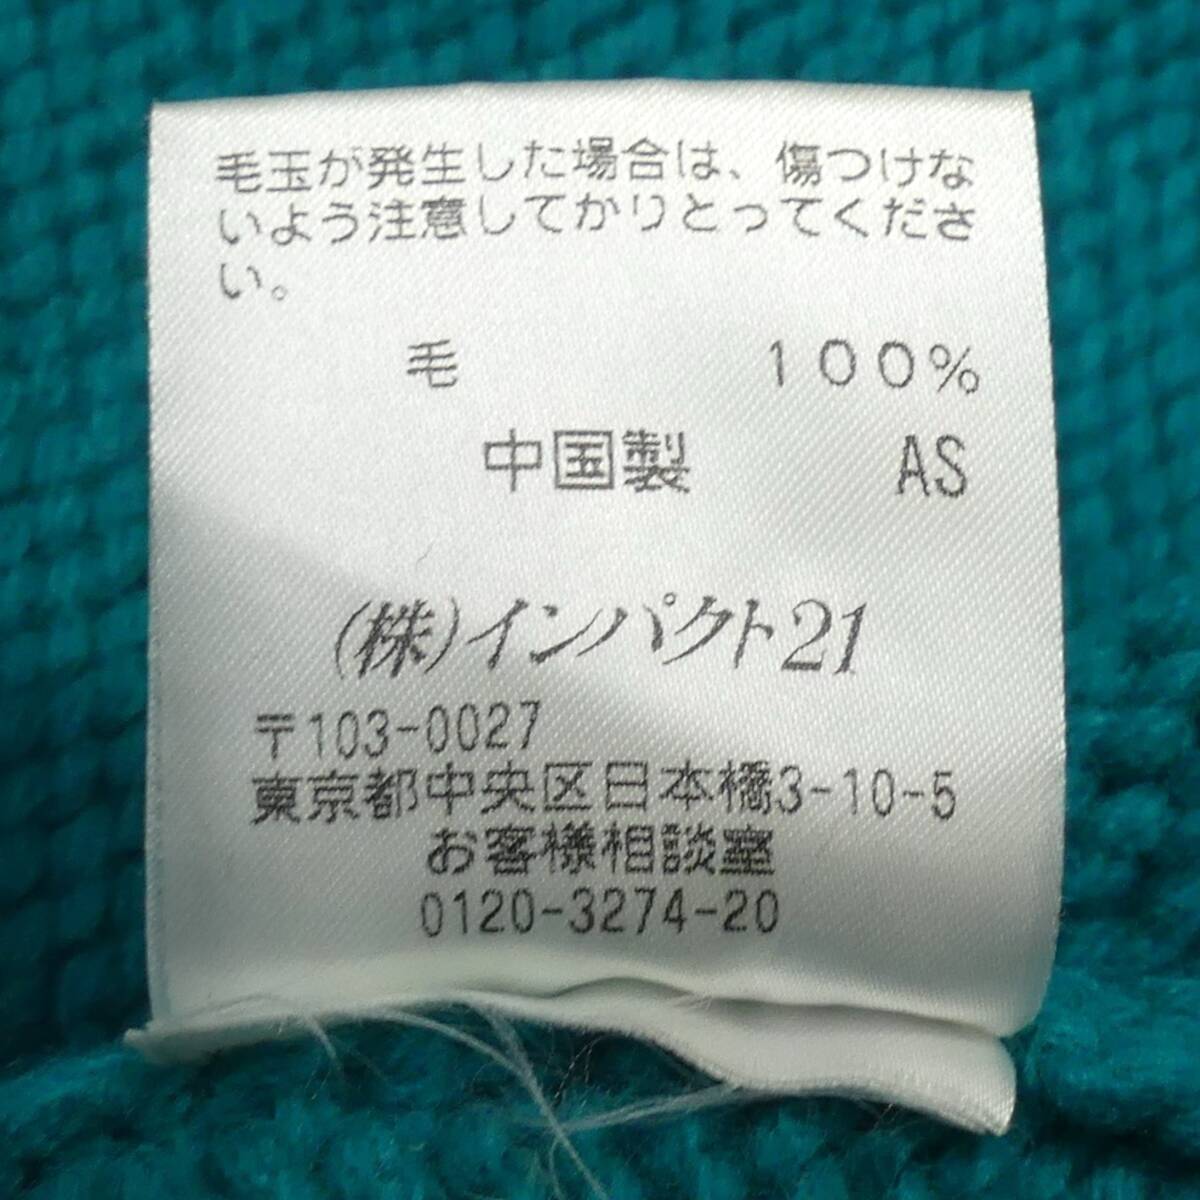 毛玉が発生した場合は、傷つけな
いよう注意してかりとってくださ
い。
毛 100%
中国製 AS
(株)インパクト21
〒103-0027
東京都中央区日本橋3-10-5
お客様相談室
0120-3274-20